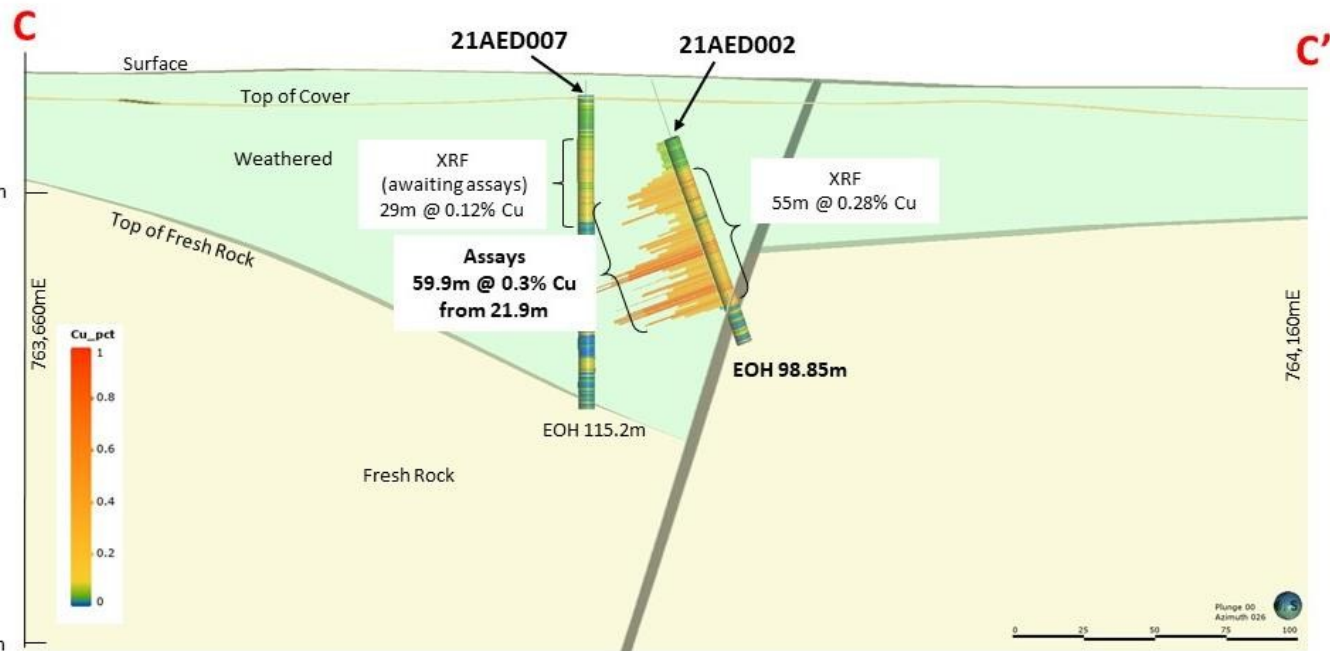 C
C'
21AED007
21AED002
Surface
Top of Cover
Weathered
XRF
(awaiting assays)
29m @ 0.12% Cu
XRF
55m @ 0.28% Cu
m
Top of Fresh Rock
Assays
59.9m @ 0.3% Cu
from 21.9m
763,660mE
764,160mE
Cu_pct
1
0.8
0.6
0.4
0.2
0
EOH 98.85m
EOH 115.2m
Fresh Rock
Plunge 00
Azimuth 026
0 25 50 75 100
m